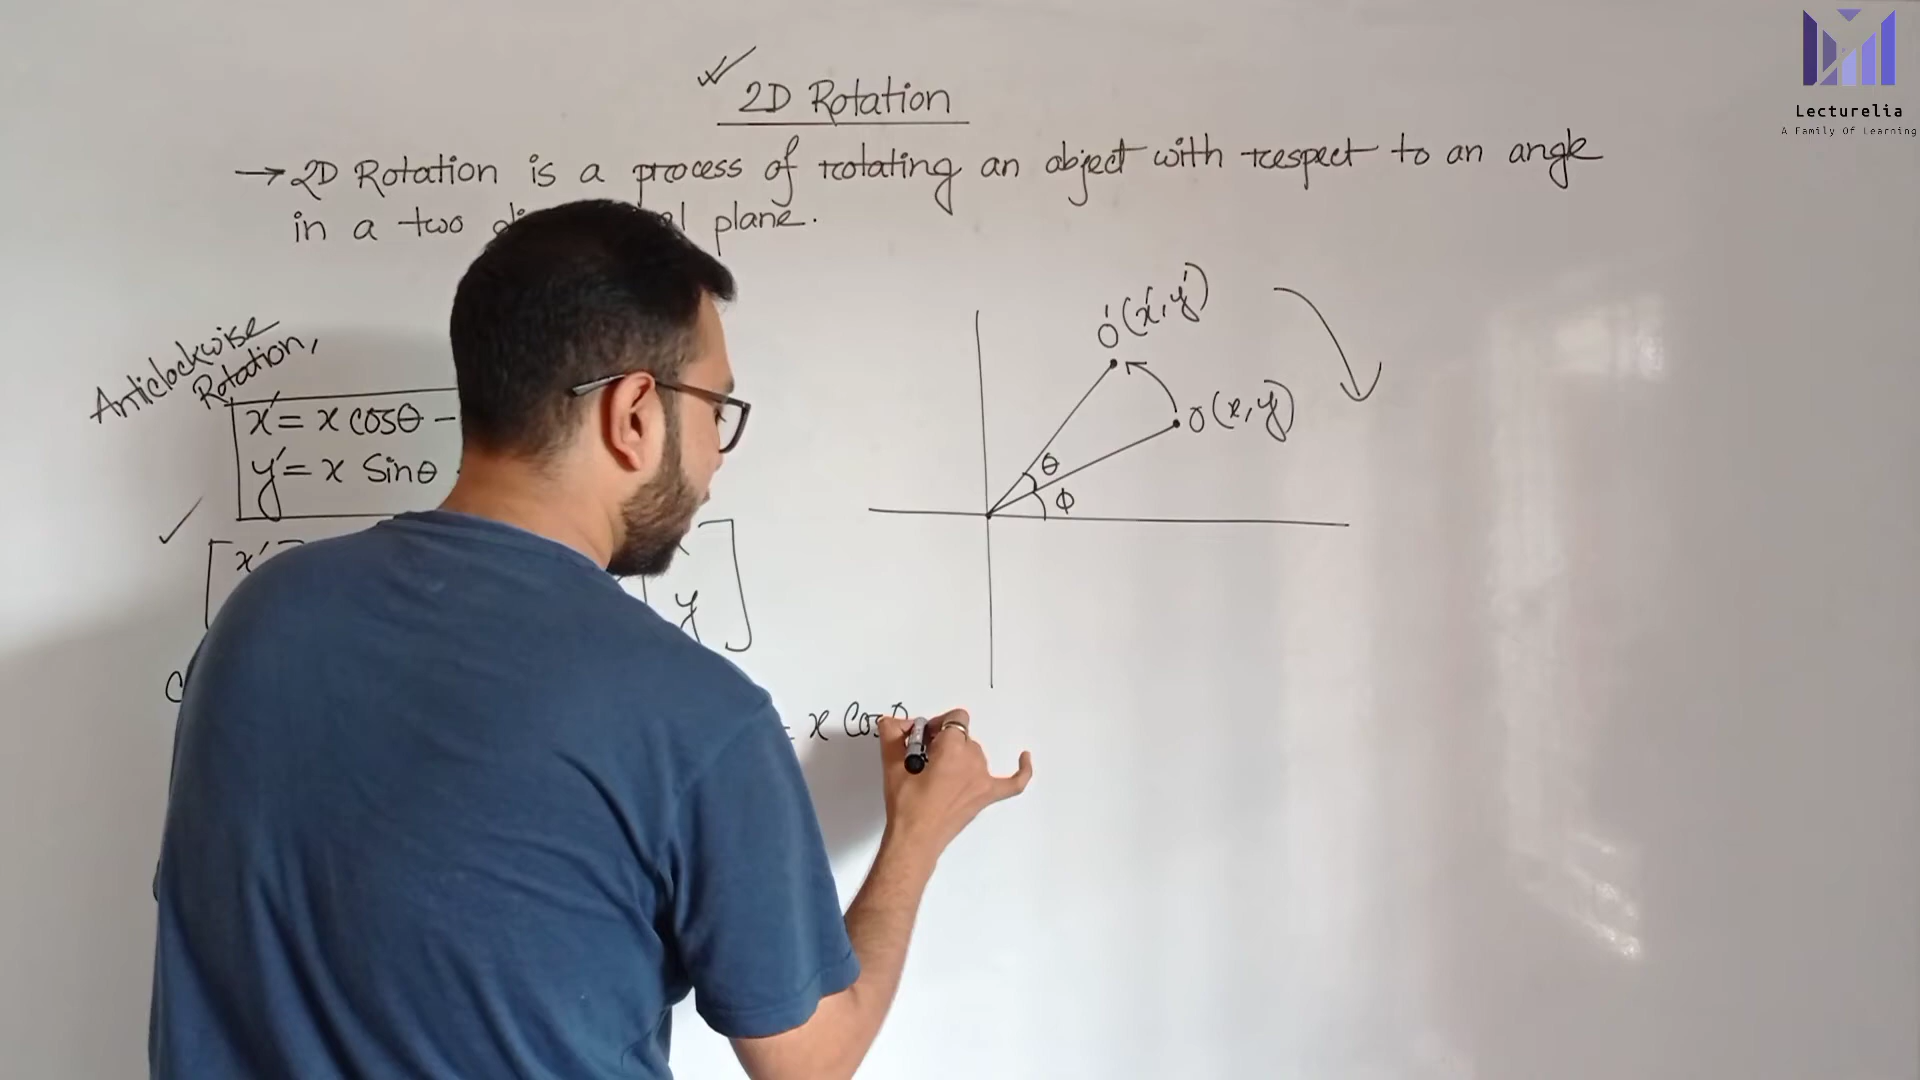 2D Rotation
→ 2D Rotation is a process of rotating an object with respect to an angle
in a two plane.
Anticlockwise
Rotation,
x' = x cosθ -
y' = x Sinθ
x'
y
C
= x Cosθ
O'(x', y')
O(x, y)
θ
φ
Lecturelia
A Family Of Learning